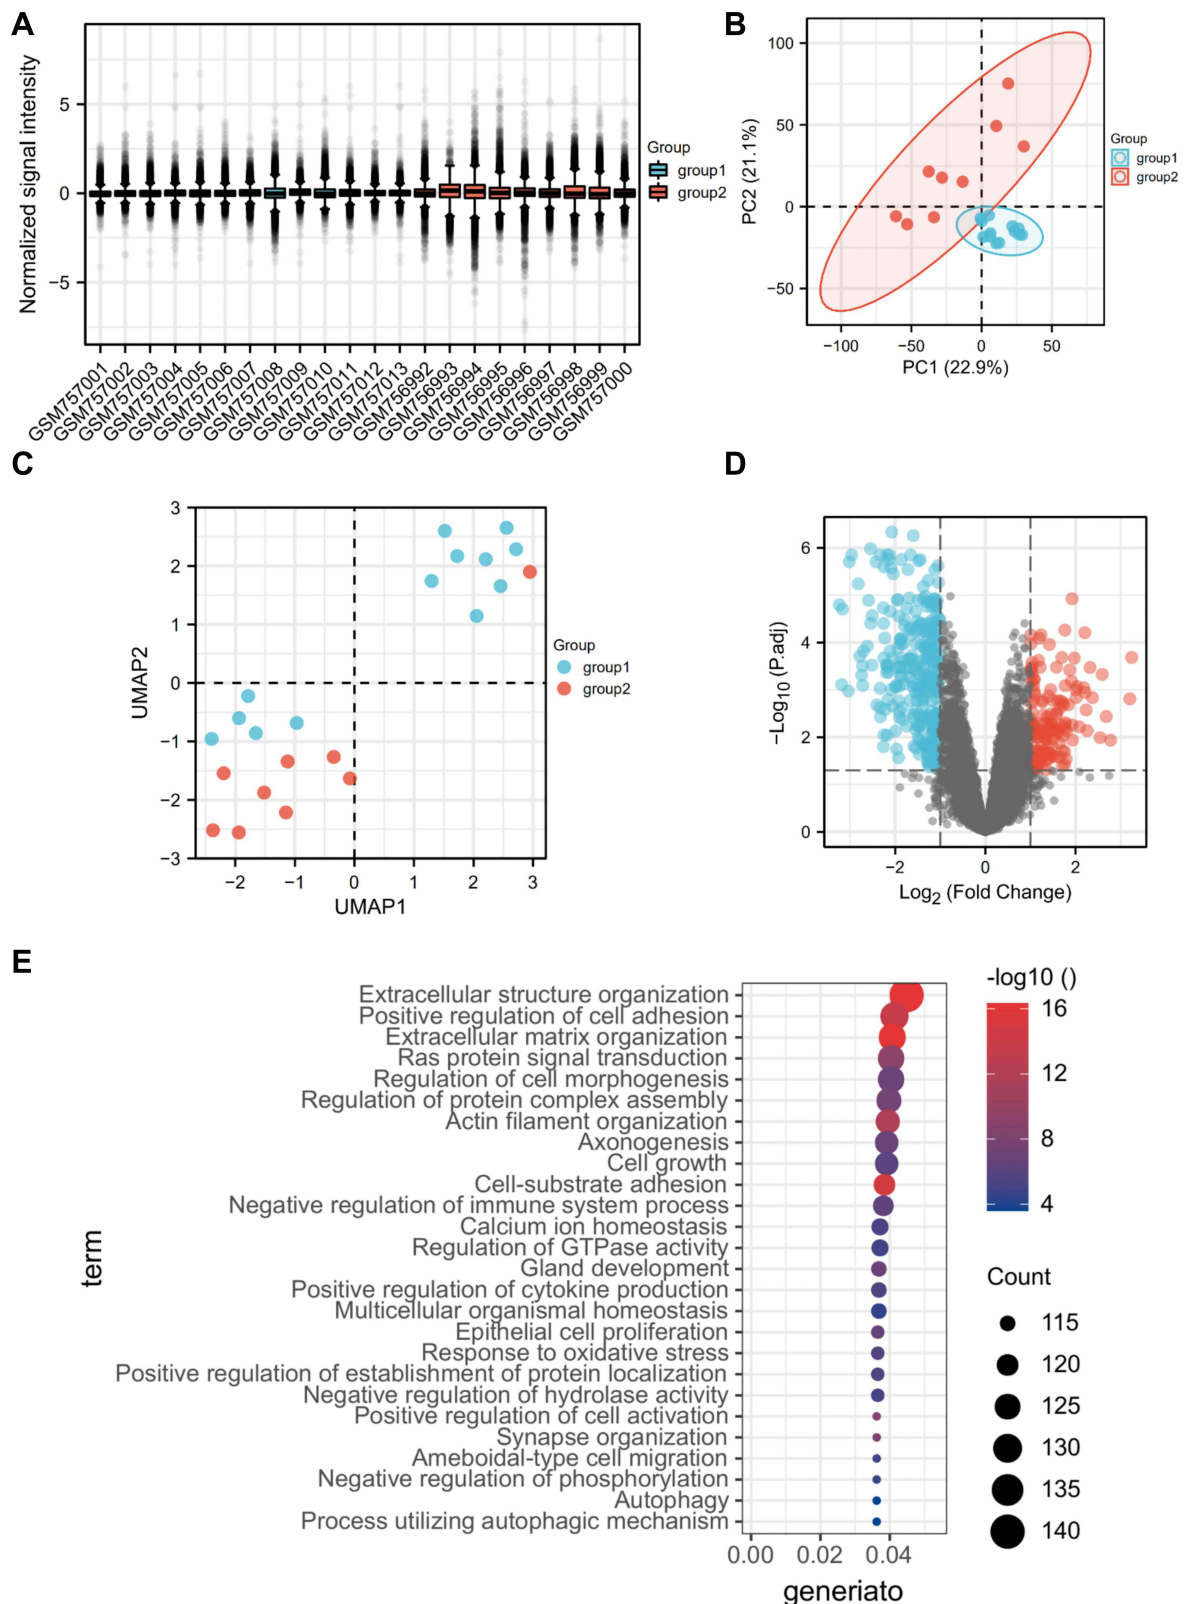 A
Normalized signal intensity
5
0
−5
GSM757001
GSM757002
GSM757003
GSM757004
GSM757005
GSM757006
GSM757007
GSM757008
GSM757009
GSM757010
GSM757011
GSM757012
GSM757013
GSM756992
GSM756993
GSM756994
GSM756995
GSM756996
GSM756997
GSM756998
GSM756999
GSM757000
Group
group1
group2
B
PC2 (21.1%)
100
50
0
−50
−100
−50
0
50
PC1 (22.9%)
Group
group1
group2
C
UMAP2
3
2
1
0
−1
−2
−3
−2
−1
0
1
2
3
UMAP1
Group
group1
group2
D
−Log10 (P.adj)
6
4
2
0
−2
0
2
Log2 (Fold Change)
E
term
Extracellular structure organization
Positive regulation of cell adhesion
Extracellular matrix organization
Ras protein signal transduction
Regulation of cell morphogenesis
Regulation of protein complex assembly
Actin filament organization
Axonogenesis
Cell growth
Cell-substrate adhesion
Negative regulation of immune system process
Calcium ion homeostasis
Regulation of GTPase activity
Gland development
Positive regulation of cytokine production
Multicellular organismal homeostasis
Epithelial cell proliferation
Response to oxidative stress
Positive regulation of establishment of protein localization
Negative regulation of hydrolase activity
Positive regulation of cell activation
Synapse organization
Ameboidal-type cell migration
Negative regulation of phosphorylation
Autophagy
Process utilizing autophagic mechanism
0.00
0.02
0.04
generiato
-log10 ()
16
12
8
4
Count
115
120
125
130
135
140